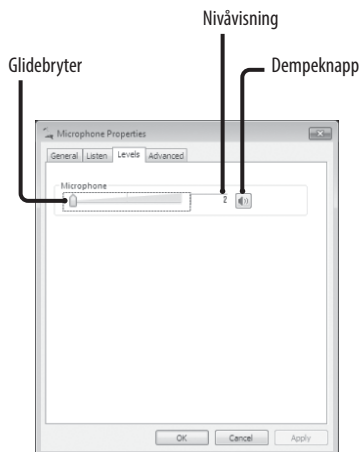 Nivåvisning
Glidebryter
Dempeknapp
Microphone Properties
General Listen Levels Advanced
Microphone
2
OK Cancel Apply